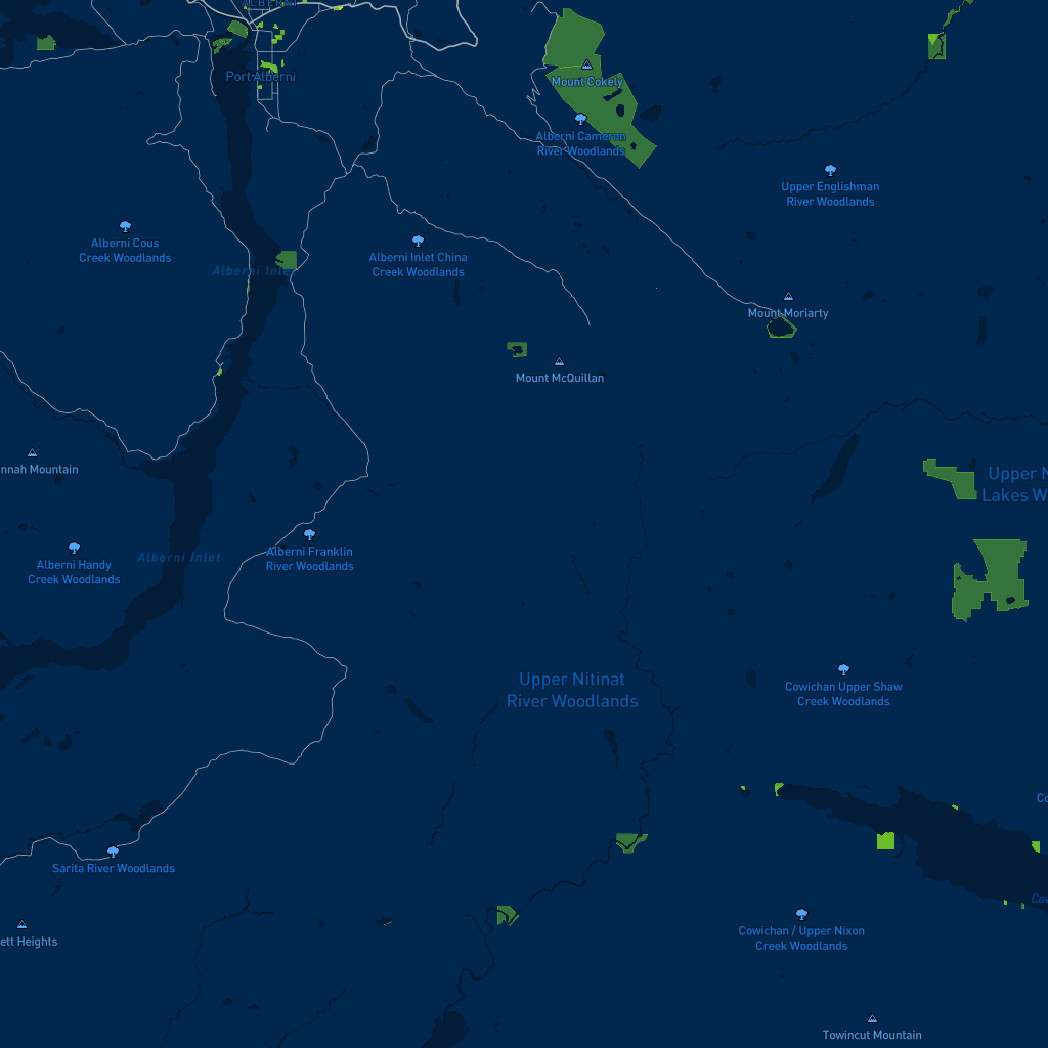 ALBERNI
Port Alberni
Mount Cokely
Alberni Cameron
River Woodlands
Upper Englishman
River Woodlands
Alberni Cous
Creek Woodlands
Alberni Inlet China
Creek Woodlands
Alberni Inlet
Mount Moriarty
Mount McQuillan
nnah Mountain
Upper N
Lakes W
Alberni Handy
Creek Woodlands
Alberni Inlet
Alberni Franklin
River Woodlands
Upper Nitinat
River Woodlands
Cowichan Upper Shaw
Creek Woodlands
Co
Sarita River Woodlands
Cow
ett Heights
Cowichan / Upper Nixon
Creek Woodlands
Towincut Mountain